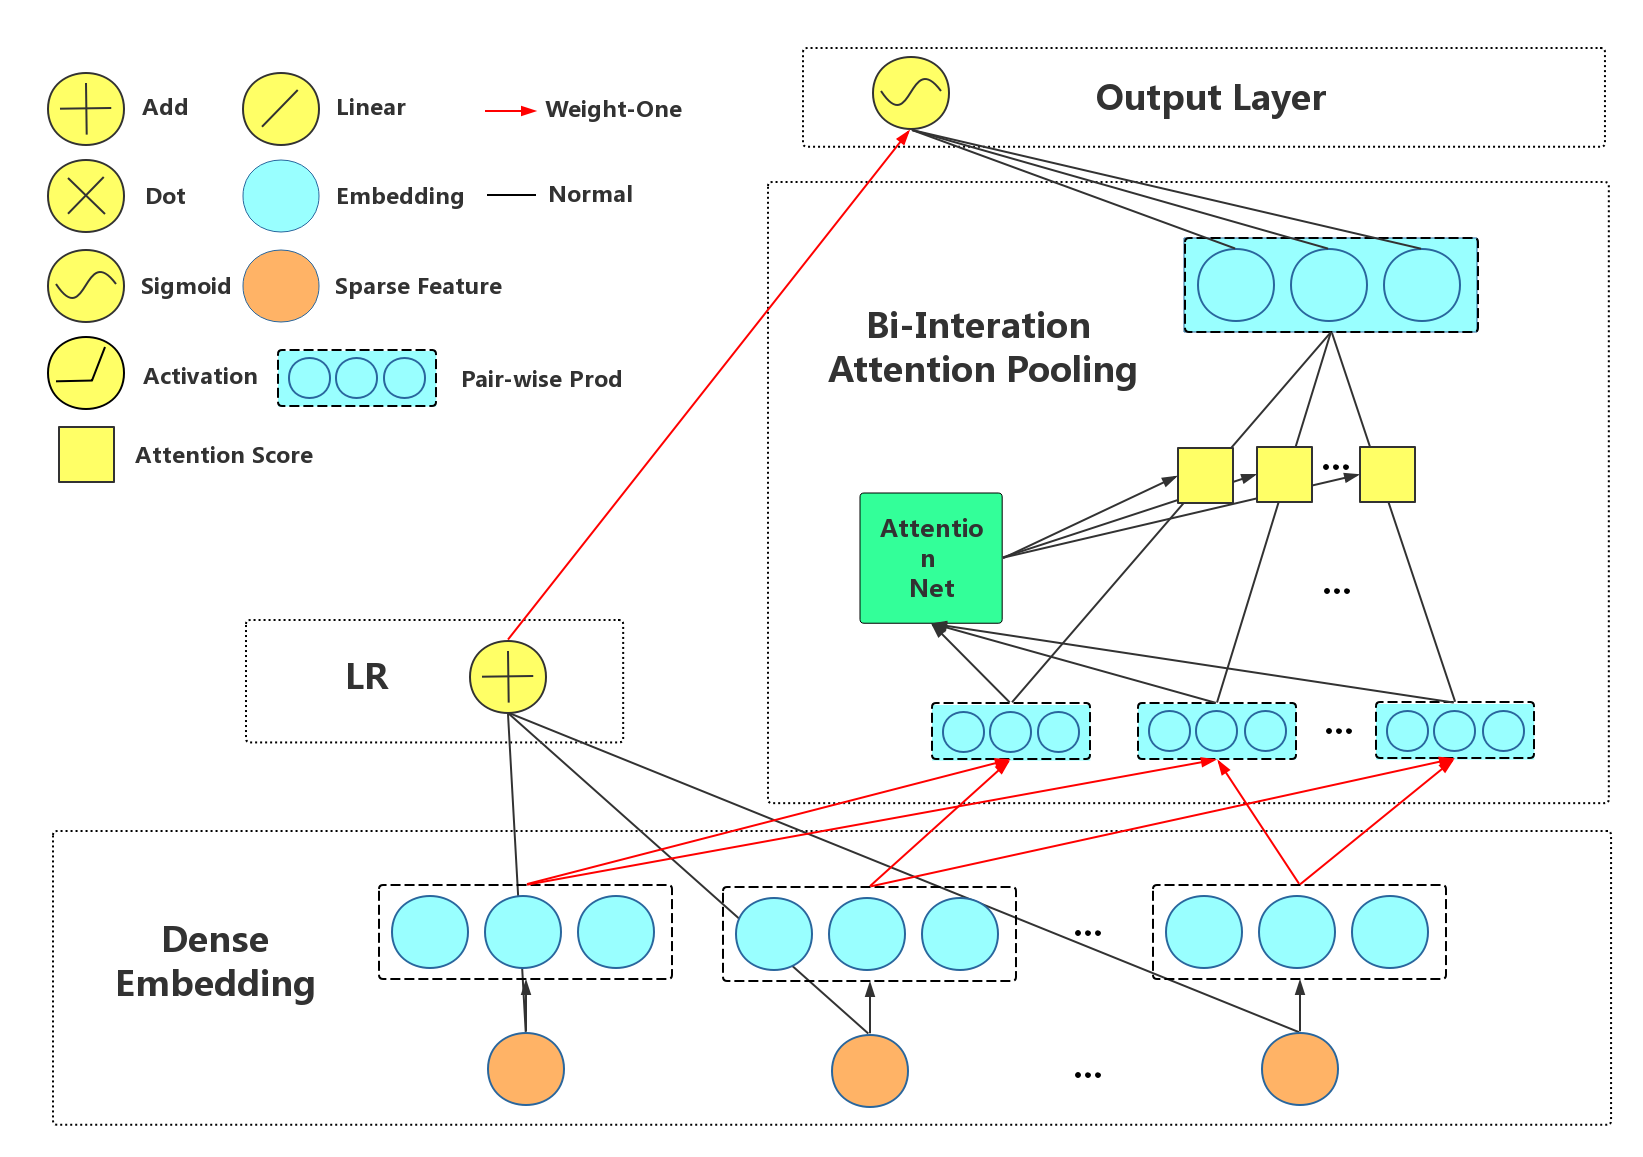 Add
Linear
Weight-One
Dot
Embedding
Normal
Sigmoid
Sparse Feature
Activation
Pair-wise Prod
Attention Score
Output Layer
Bi-Interation
Attention Pooling
...
Attentio
n
Net
...
LR
...
Dense
Embedding
...
...